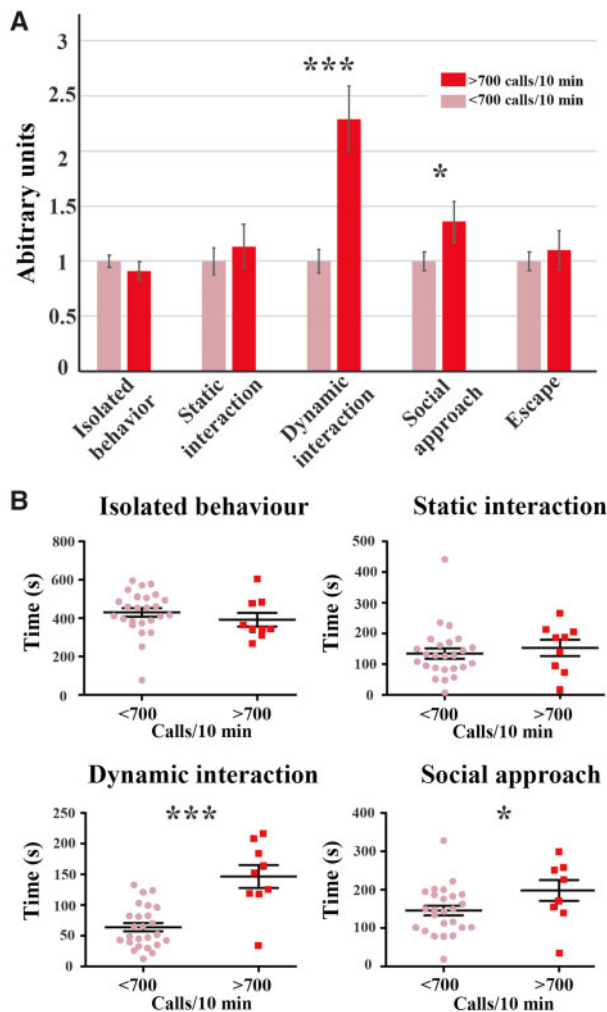 A
3
2.5
2
1.5
1
0.5
0
Abitrary units
***
*
>700 calls/10 min
<700 calls/10 min
Isolated
behavior
Static
interaction
Dynamic
interaction
Social
approach
Escape
B
Isolated behaviour
800
600
400
200
0
Time (s)
<700
>700
Calls/10 min
Static interaction
500
400
300
200
100
0
Time (s)
<700
>700
Calls/10 min
Dynamic interaction
***
250
200
150
100
50
0
Time (s)
<700
>700
Calls/10 min
Social approach
*
400
300
200
100
0
Time (s)
<700
>700
Calls/10 min